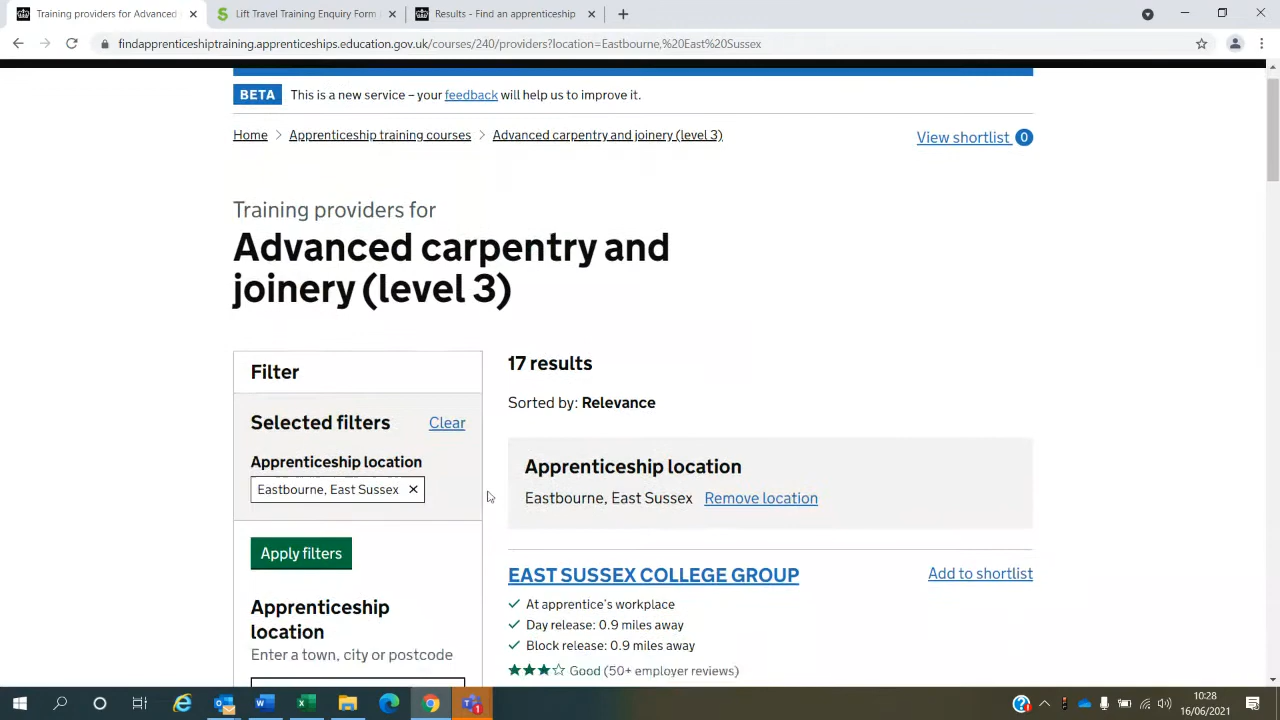 Training providers for Advanced
Lift Travel Training Enquiry Form
Results - Find an apprenticeship
findapprenticeshiptraining.apprenticeships.education.gov.uk/courses/240/providers?location=Eastbourne,%20East%20Sussex
BETA This is a new service – your feedback will help us to improve it.
Home > Apprenticeship training courses > Advanced carpentry and joinery (level 3)
View shortlist 0
Training providers for
Advanced carpentry and
joinery (level 3)
Filter
Selected filters Clear
Apprenticeship location
Eastbourne, East Sussex ✕
Apply filters
Apprenticeship
location
Enter a town, city or postcode
17 results
Sorted by: Relevance
Apprenticeship location
Eastbourne, East Sussex Remove location
EAST SUSSEX COLLEGE GROUP Add to shortlist
At apprentice's workplace
Day release: 0.9 miles away
Block release: 0.9 miles away
Good (50+ employer reviews)
10:28
16/06/2021